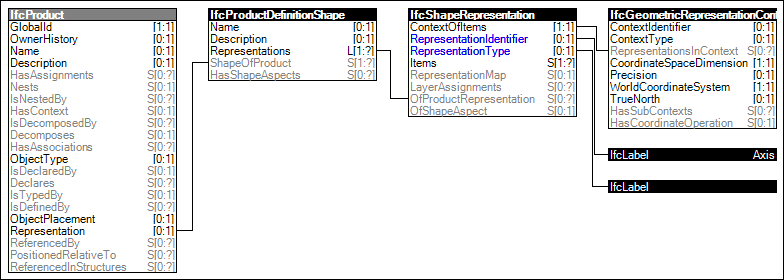 IfcProduct
GlobalId [1:1]
OwnerHistory [0:1]
Name [0:1]
Description [0:1]
HasAssignments S[0:?]
Nests S[0:1]
IsNestedBy S[0:?]
HasContext S[0:1]
IsDecomposedBy S[0:?]
Decomposes S[0:1]
HasAssociations S[0:?]
ObjectType [0:1]
IsDeclaredBy S[0:1]
Declares S[0:?]
IsTypedBy S[0:1]
IsDefinedBy S[0:?]
ObjectPlacement [0:1]
Representation [0:1]
ReferencedBy S[0:?]
PositionedRelativeTo S[0:?]
ReferencedInStructures S[0:?]
IfcProductDefinitionShape
Name [0:1]
Description [0:1]
Representations L[1:?]
ShapeOfProduct S[1:?]
HasShapeAspects S[0:?]
IfcShapeRepresentation
ContextOfItems [1:1]
RepresentationIdentifier [0:1]
RepresentationType [0:1]
Items S[1:?]
RepresentationMap S[0:1]
LayerAssignments S[0:?]
OfProductRepresentation S[0:?]
OfShapeAspect S[0:1]
IfcGeometricRepresentationCon
ContextIdentifier [0:1]
ContextType [0:1]
RepresentationsInContext S[0:?]
CoordinateSpaceDimension [1:1]
Precision [0:1]
WorldCoordinateSystem [1:1]
TrueNorth [0:1]
HasSubContexts S[0:?]
HasCoordinateOperation S[0:1]
IfcLabel Axis
IfcLabel